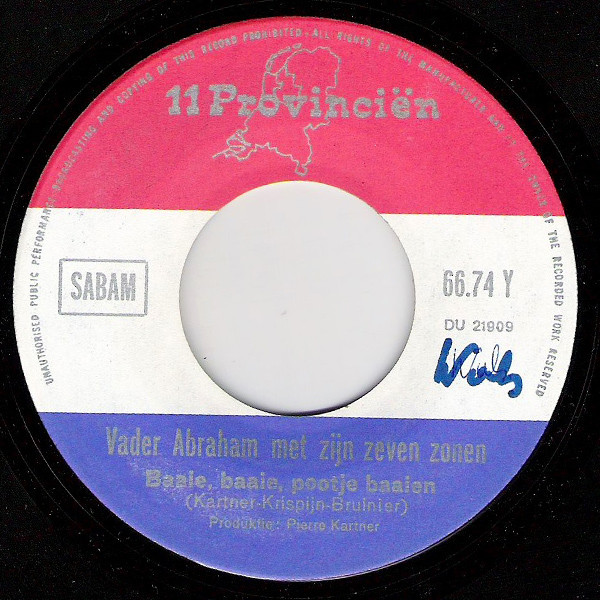 UNAUTHORISED PUBLIC PERFORMANCE BROADCASTING AND COPYING OF THIS RECORD PROHIBITED - ALL RIGHTS OF THE MANUFACTURER AND OF THE OWNER OF THE RECORDED WORK RESERVED
11 Provinciën
SABAM
66.74 Y
DU 21909
Vader Abraham met zijn zeven zonen
Baaie, baaie, pootje baaien
(Kartner-Krispijn-Bruinier)
Produktie: Pierre Kartner